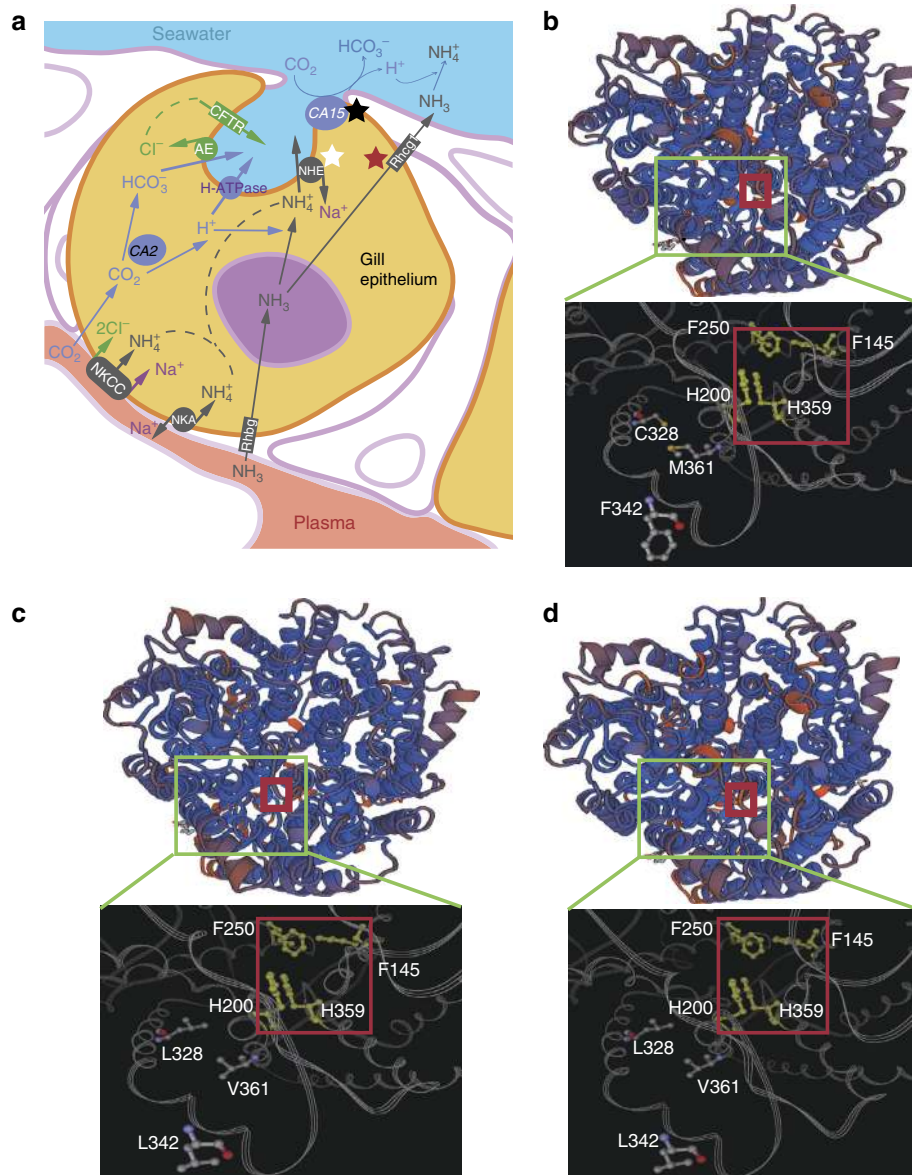 a
Seawater
CO2
HCO3−
H+
NH4+
NH3
CA15
CFTR
Cl−
AE
HCO3−
H-ATPase
NHE
Rhcg1
NH4+
Na+
H+
CA2
CO2
Gill
epithelium
NH3
2Cl−
NH4+
CO2
Na+
NKCC
NH4+
NKA
Na+
Rhbg
NH3
Plasma
b
F250
F145
H200
H359
C328
M361
F342
c
F250
F145
H200
H359
L328
V361
L342
d
F250
F145
H200
H359
L328
V361
L342